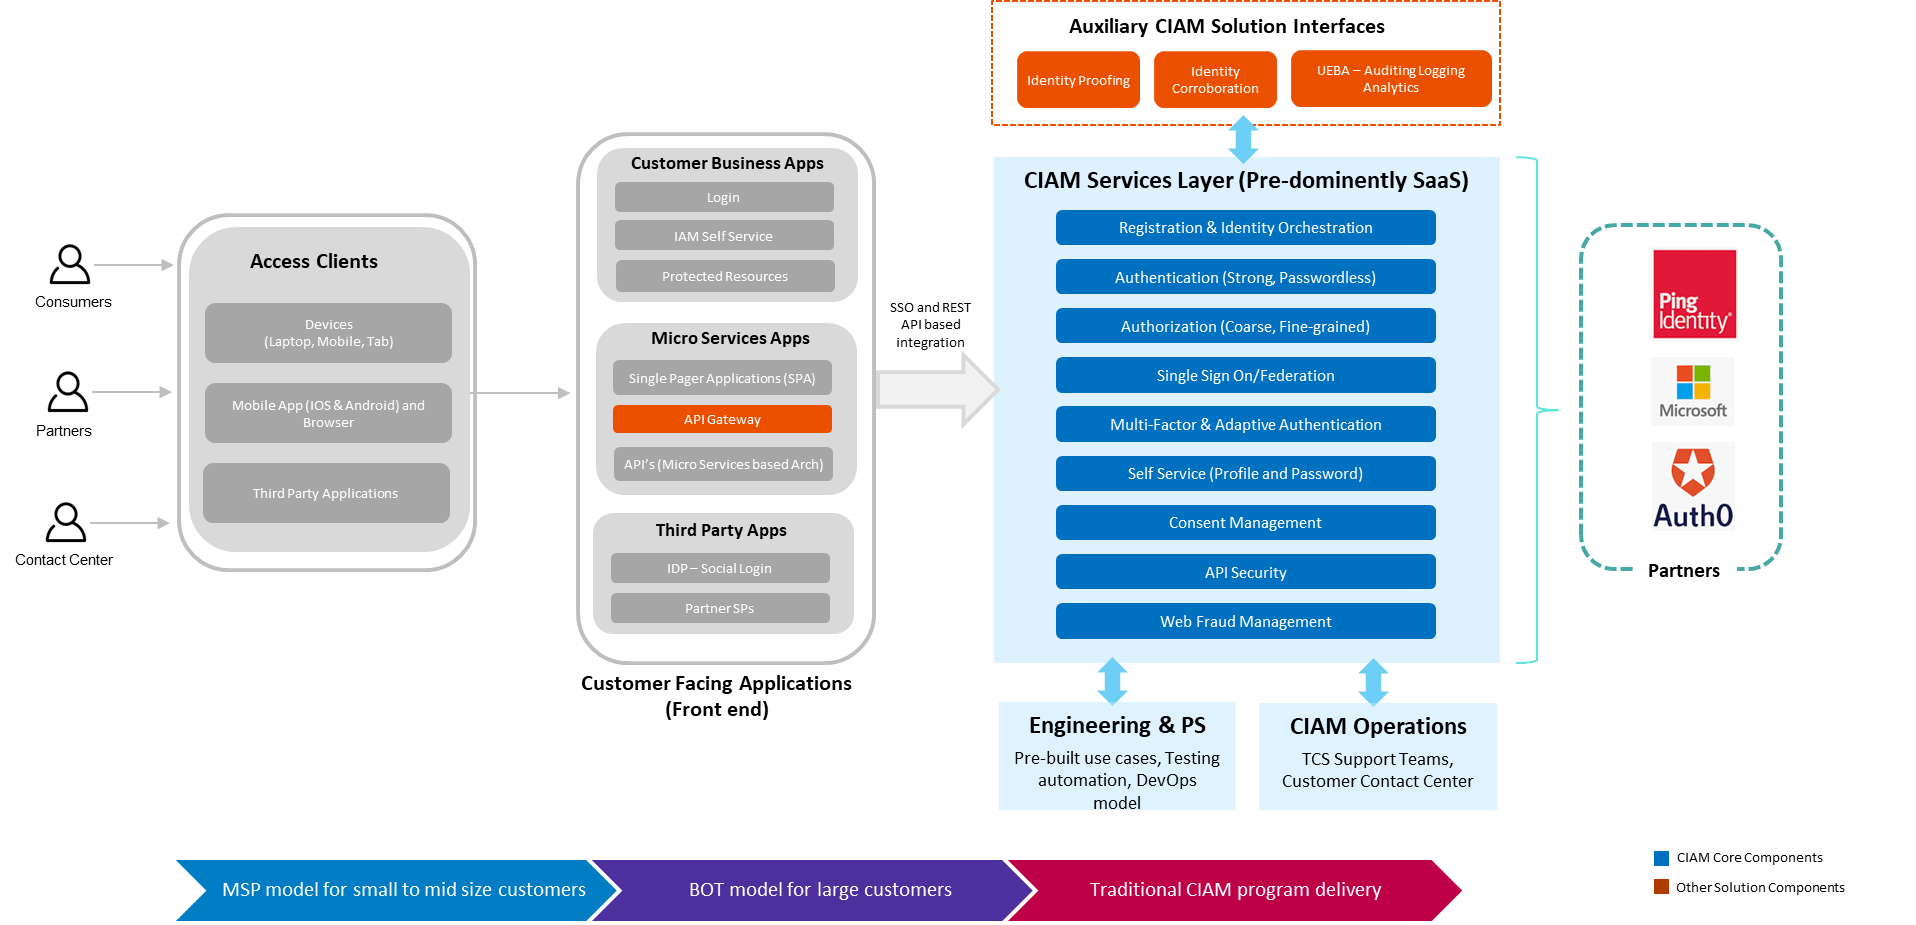 Auxiliary CIAM Solution Interfaces
Identity Proofing
Identity
Corroboration
UEBA – Auditing Logging
Analytics
Consumers
Partners
Contact Center
Access Clients
Devices
(Laptop, Mobile, Tab)
Mobile App (IOS & Android) and
Browser
Third Party Applications
Customer Business Apps
Login
IAM Self Service
Protected Resources
Micro Services Apps
Single Pager Applications (SPA)
API Gateway
API's (Micro Services based Arch)
Third Party Apps
IDP – Social Login
Partner SPs
Customer Facing Applications
(Front end)
SSO and REST
API based
integration
CIAM Services Layer (Pre-dominently SaaS)
Registration & Identity Orchestration
Authentication (Strong, Passwordless)
Authorization (Coarse, Fine-grained)
Single Sign On/Federation
Multi-Factor & Adaptive Authentication
Self Service (Profile and Password)
Consent Management
API Security
Web Fraud Management
Engineering & PS
Pre-built use cases, Testing
automation, DevOps
model
CIAM Operations
TCS Support Teams,
Customer Contact Center
Ping
Identity®
Microsoft
Auth0
Partners
MSP model for small to mid size customers
BOT model for large customers
Traditional CIAM program delivery
CIAM Core Components
Other Solution Components